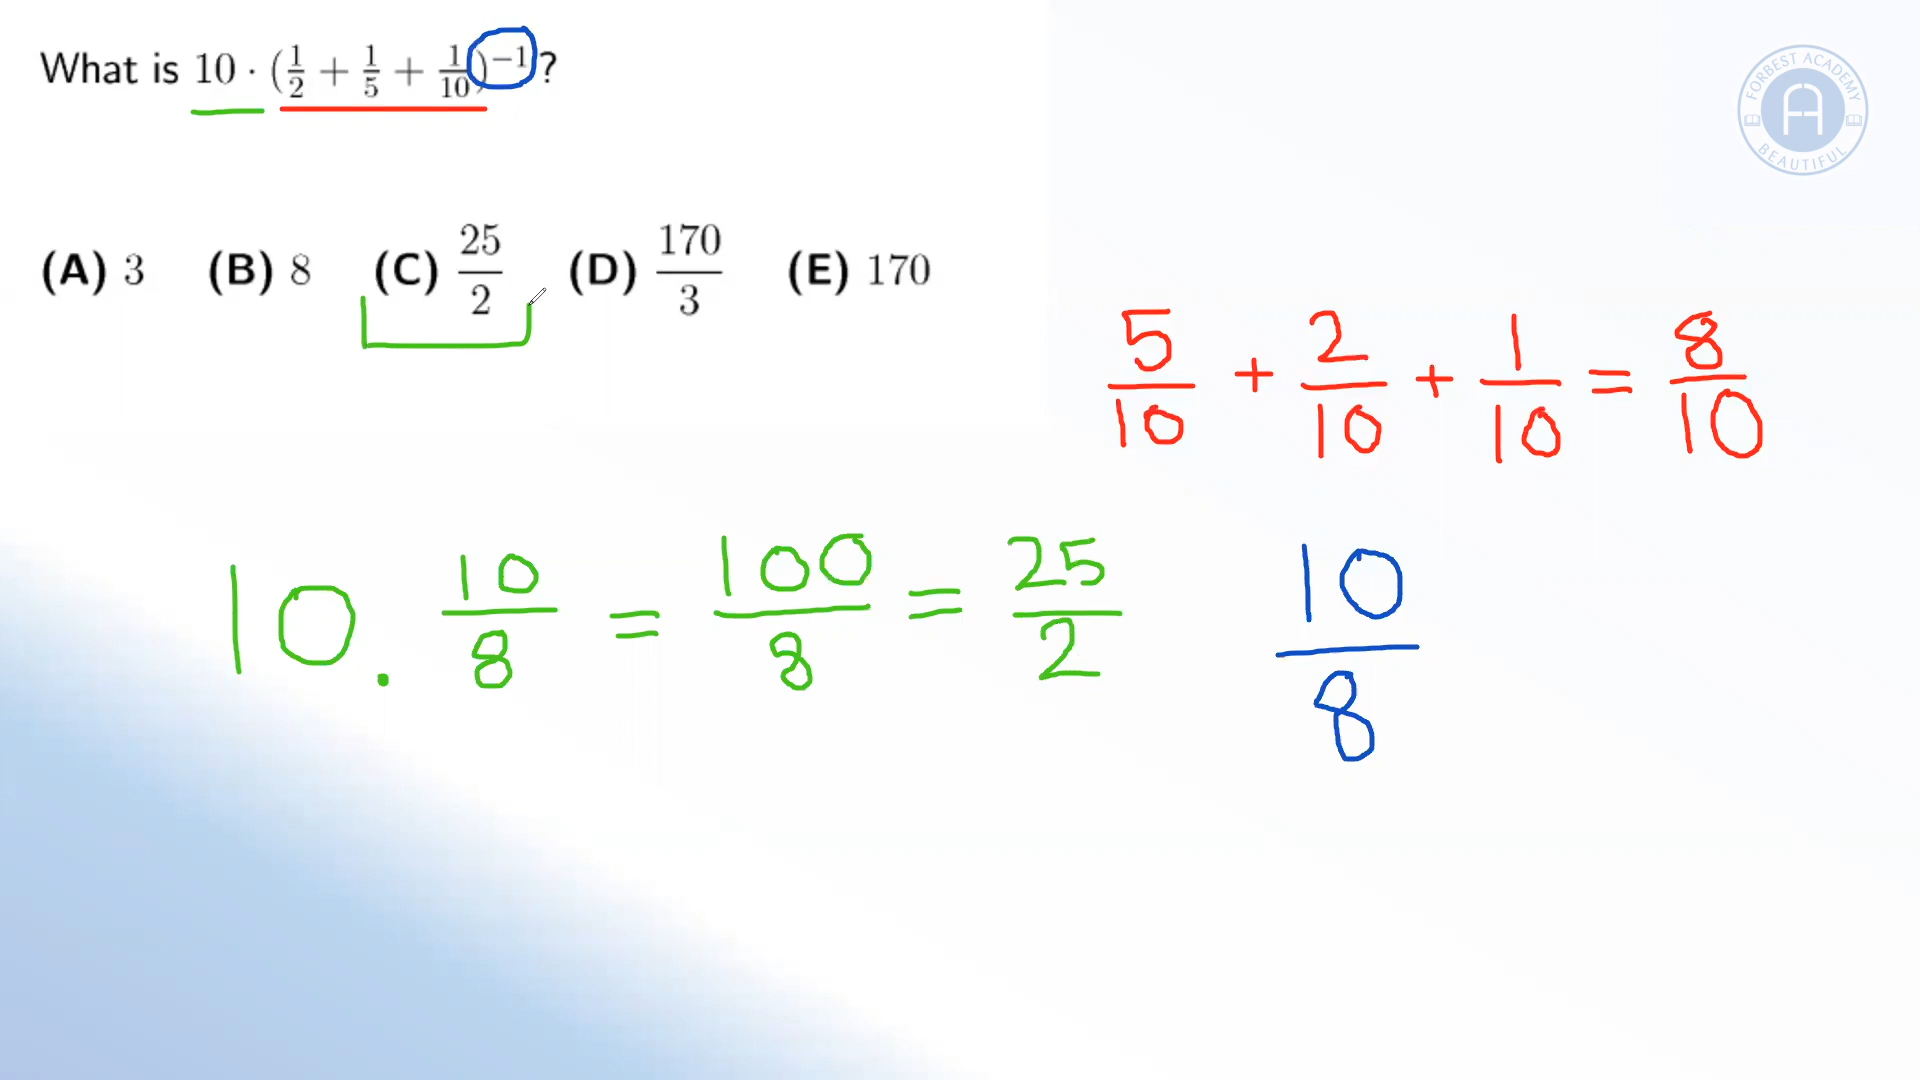 What is 10 · (1/2 + 1/5 + 1/10)^−1?
(A) 3 (B) 8 (C) 25/2 (D) 170/3 (E) 170
5/10 + 2/10 + 1/10 = 8/10
10 . 10/8 = 100/8 = 25/2
10/8
FORBEST ACADEMY
BEAUTIFUL